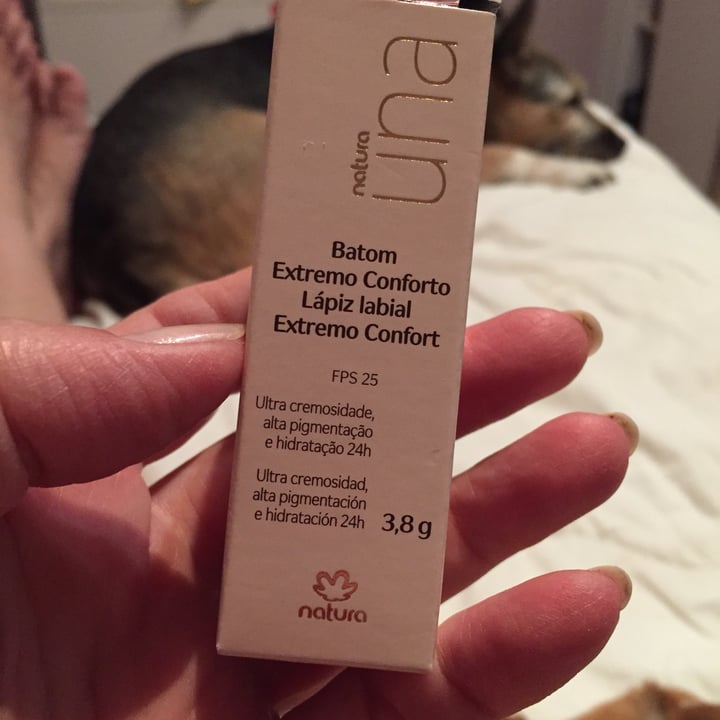 natura
una
Batom
Extremo Conforto
Lápiz labial
Extremo Confort
FPS 25
Ultra cremosidade,
alta pigmentação
e hidratação 24h
Ultra cremosidad,
alta pigmentación
e hidratación 24h
3,8 g
natura